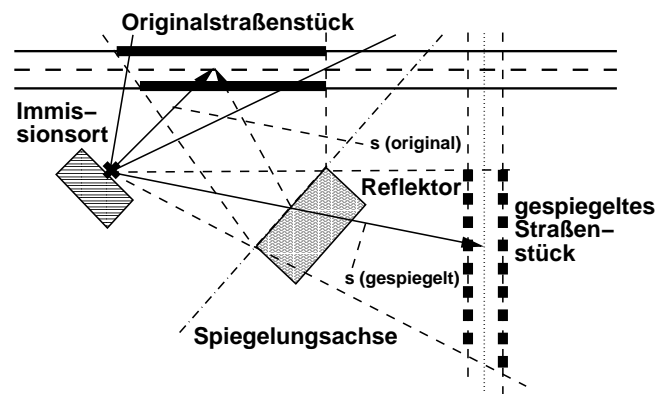 Originalstraßenstück
Immis–
sionsort
s (original)
Reflektor
gespiegeltes
Straßen–
stück
s (gespiegelt)
Spiegelungsachse